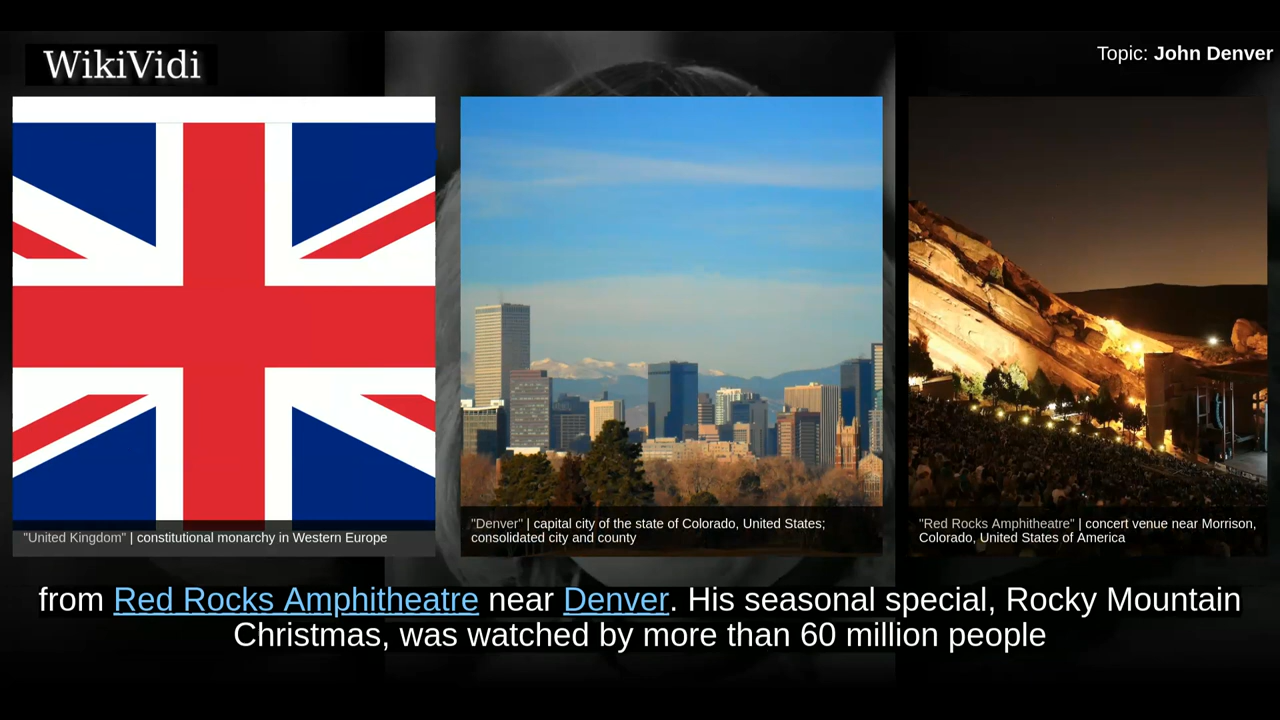 WikiVidi
Topic: John Denver
"United Kingdom" | constitutional monarchy in Western Europe
"Denver" | capital city of the state of Colorado, United States;
consolidated city and county
"Red Rocks Amphitheatre" | concert venue near Morrison,
Colorado, United States of America
from Red Rocks Amphitheatre near Denver. His seasonal special, Rocky Mountain
Christmas, was watched by more than 60 million people